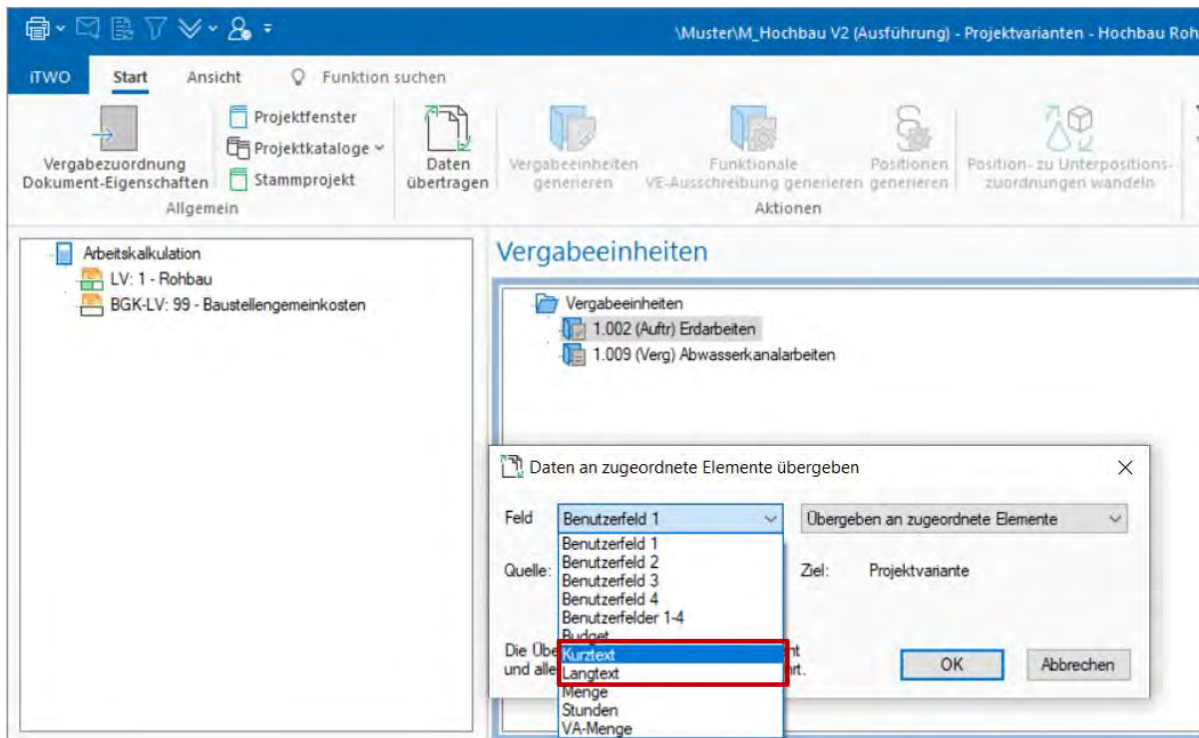 \Muster\M_Hochbau V2 (Ausführung) - Projektvarianten - Hochbau Roh
iTWO Start Ansicht Funktion suchen
Vergabezuordnung
Dokument-Eigenschaften
Projektfenster
Projektkataloge
Stammprojekt
Allgemein
Daten
übertragen
Vergabeeinheiten
generieren
Funktionale
VE-Ausschreibung generieren
Positionen
generieren
Position- zu Unterpositions-
zuordnungen wandeln
Aktionen
Arbeitskalkulation
LV: 1 - Rohbau
BGK-LV: 99 - Baustellengemeinkosten
Vergabeeinheiten
Vergabeeinheiten
1.002 (Auftr) Erdarbeiten
1.009 (Verg) Abwasserkanalarbeiten
Daten an zugeordnete Elemente übergeben
Feld Benutzerfeld 1 Übergeben an zugeordnete Elemente
Benutzerfeld 1
Benutzerfeld 2
Quelle: Ziel: Projektvariante
Benutzerfeld 3
Benutzerfeld 4
Benutzerfelder 1-4
Budget
Die Übe
Kurztext
und alle
Langtext
OK Abbrechen
Menge
Stunden
VA-Menge